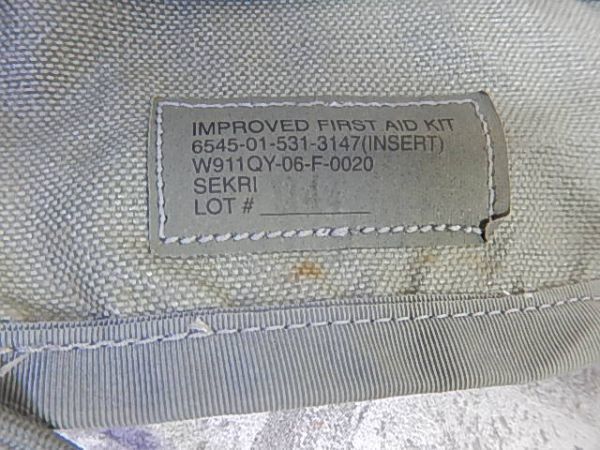 IMPROVED FIRST AID KIT
6545-01-531-3147(INSERT)
W911QY-06-F-0020
SEKRI
LOT #